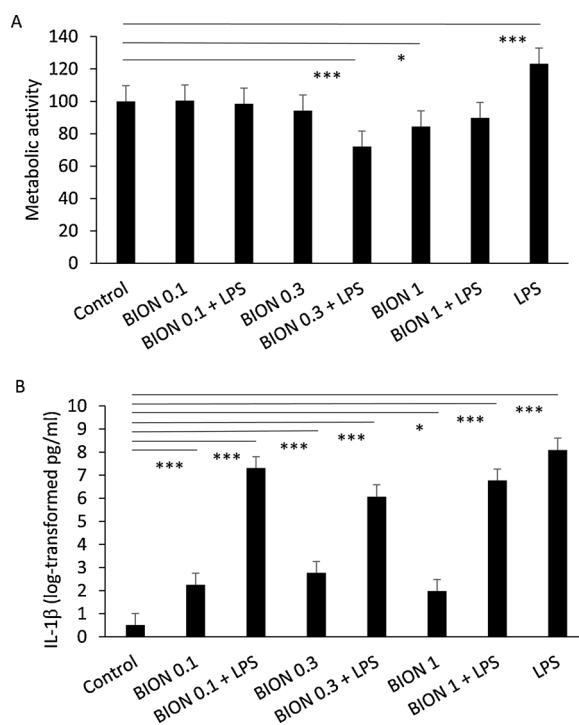 A
Metabolic activity
140
120
100
80
60
40
20
0
***
*
***
Control
BION 0.1
BION 0.1 + LPS
BION 0.3
BION 0.3 + LPS
BION 1
BION 1 + LPS
LPS
B
IL-1β (log-transformed pg/ml)
10
9
8
7
6
5
4
3
2
1
0
***
***
***
***
*
***
***
Control
BION 0.1
BION 0.1 + LPS
BION 0.3
BION 0.3 + LPS
BION 1
BION 1 + LPS
LPS